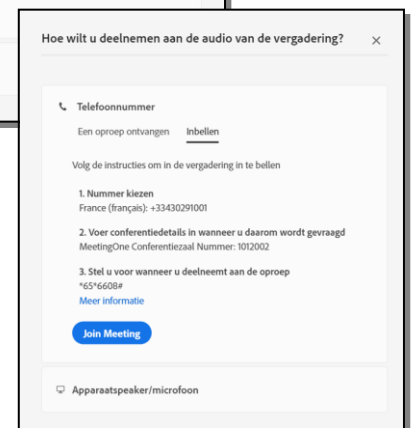 Hoe wilt u deelnemen aan de audio van de vergadering?
Telefoonnummer
Een oproep ontvangen Inbellen
Volg de instructies om in de vergadering in te bellen
1. Nummer kiezen
France (français): +33430291001
2. Voer conferentiedetails in wanneer u daarom wordt gevraagd
MeetingOne Conferentiezaal Nummer: 1012002
3. Stel u voor wanneer u deelneemt aan de oproep
*65*6608#
Meer informatie
Join Meeting
Apparaatspeaker/microfoon